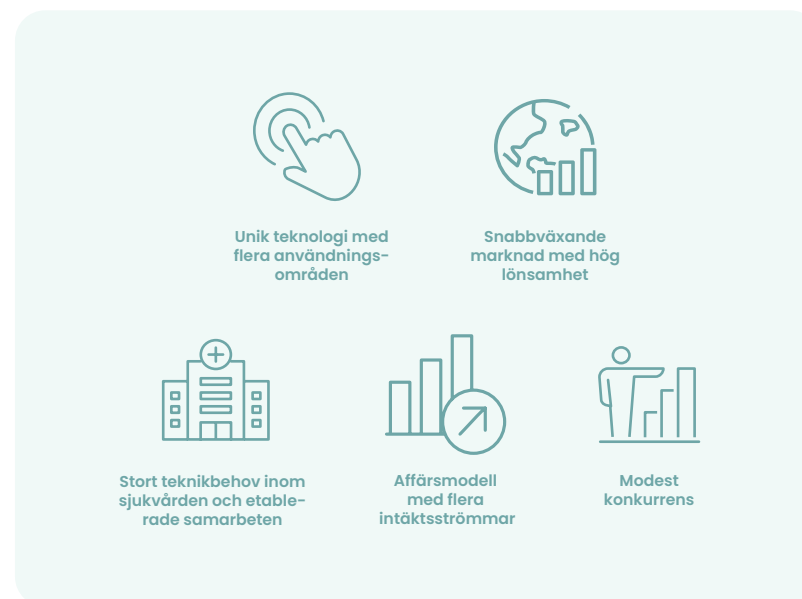 Unik teknologi med
flera användnings-
områden
Snabbväxande
marknad med hög
lönsamhet
Stort teknikbehov inom
sjukvården och etable-
rade samarbeten
Affärsmodell
med flera
intäktsströmmar
Modest
konkurrens